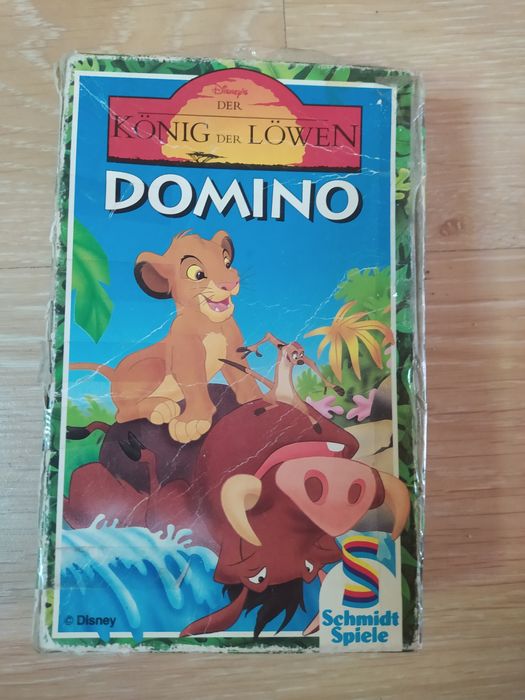 Disney's
DER
KÖNIG DER LÖWEN
DOMINO
© Disney
Schmidt
Spiele